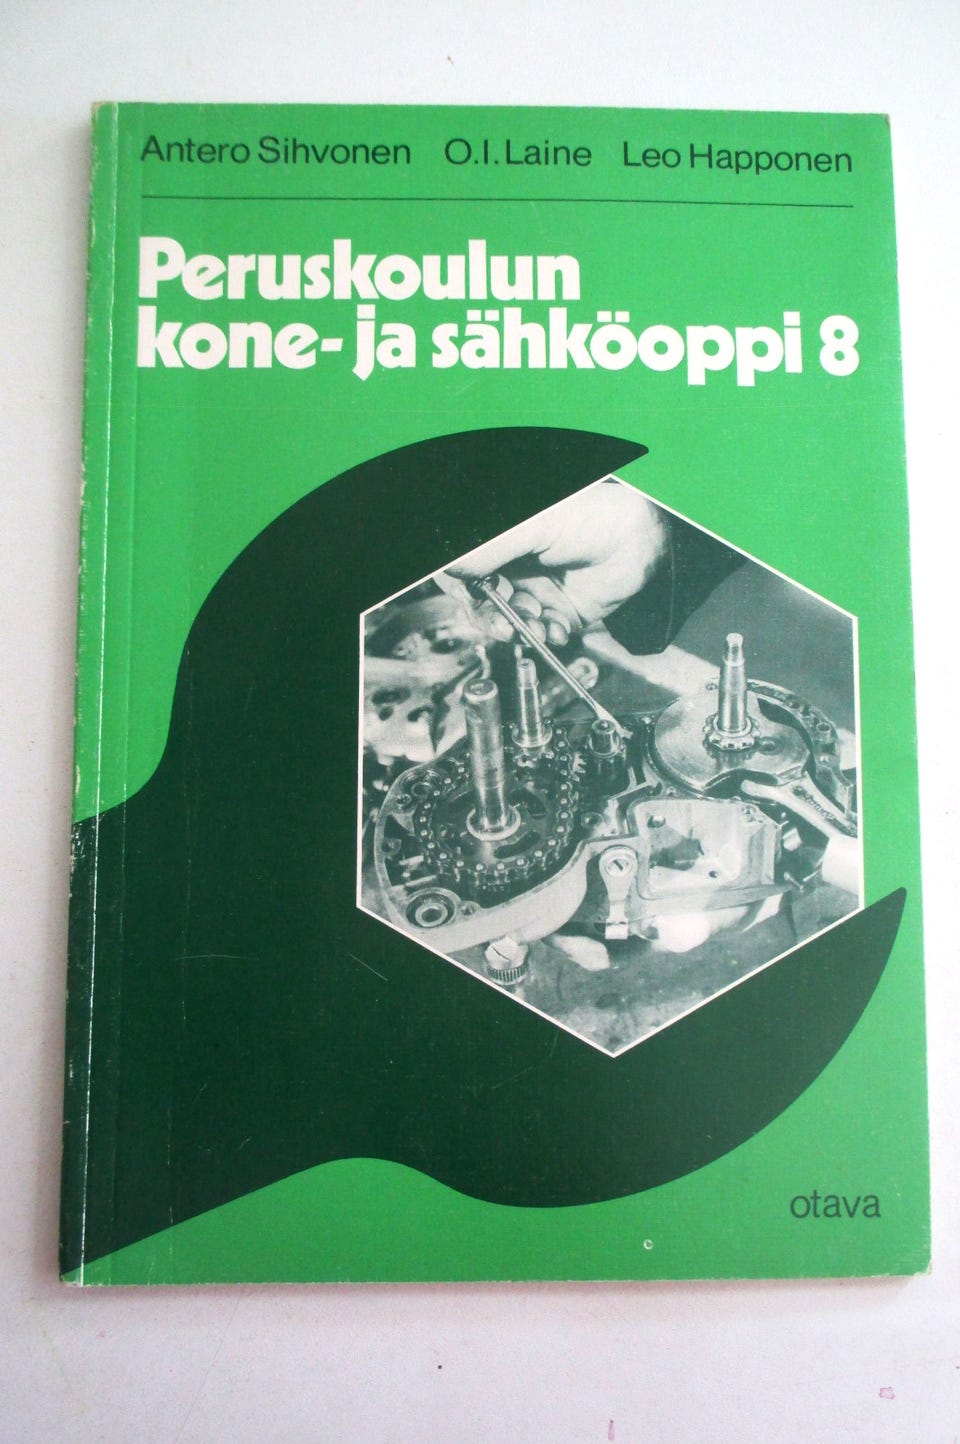 Antero Sihvonen O.I. Laine Leo Happonen
Peruskoulun
kone- ja sähköoppi 8
otava